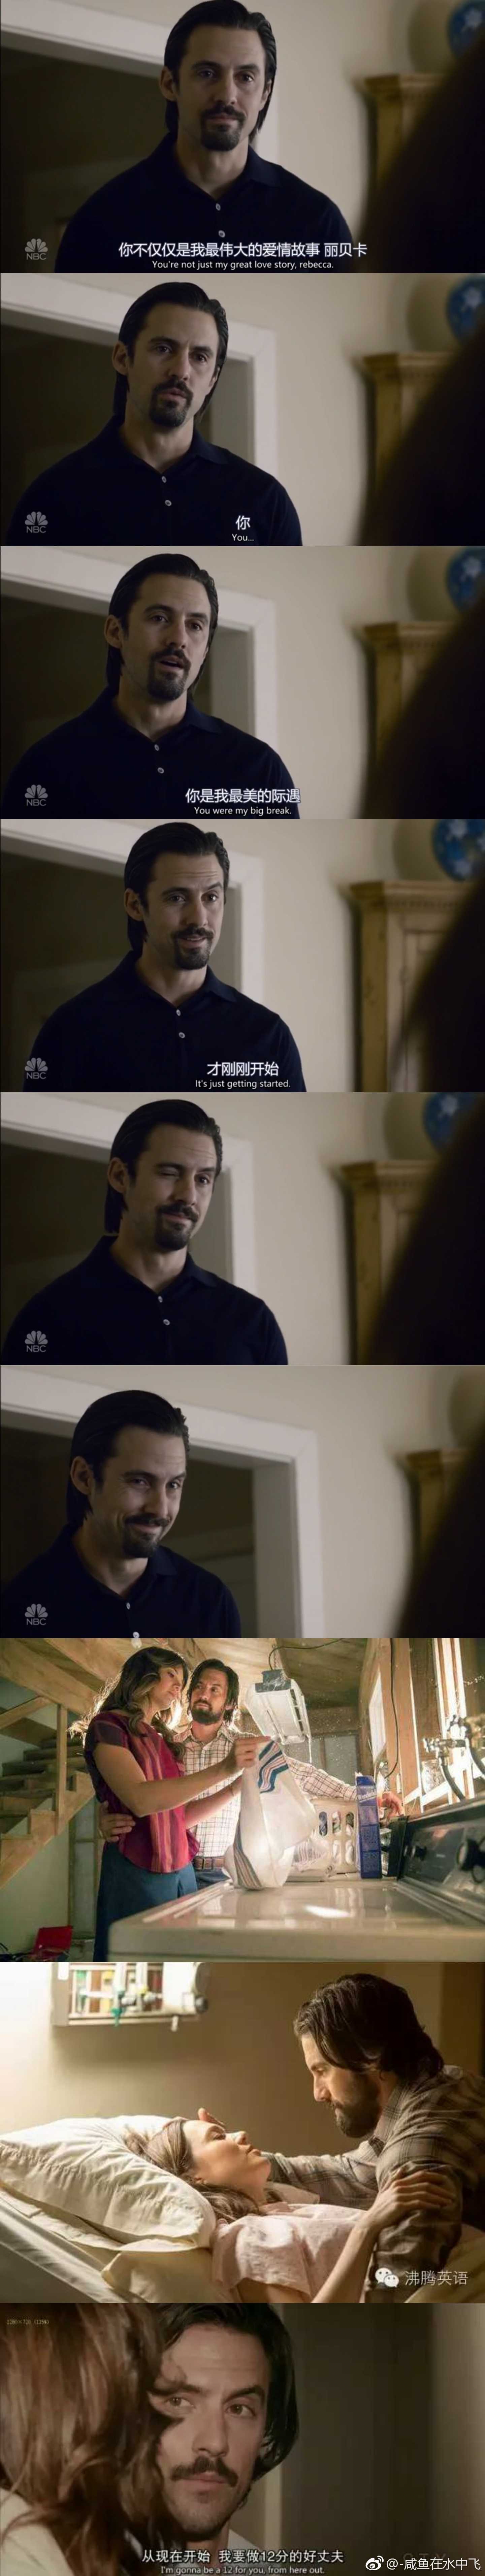 你不仅仅是我最伟大的爱情故事 丽贝卡
You're not just my great love story, rebecca.
NBC
你
You...
NBC
你是我最美的际遇
You were my big break.
NBC
才刚刚开始
It's just getting started.
NBC
NBC
NBC
沸腾英语
从现在开始 我要做12分的好丈夫
I'm gonna be a 12 for you, from here out.
@-咸鱼在水中飞